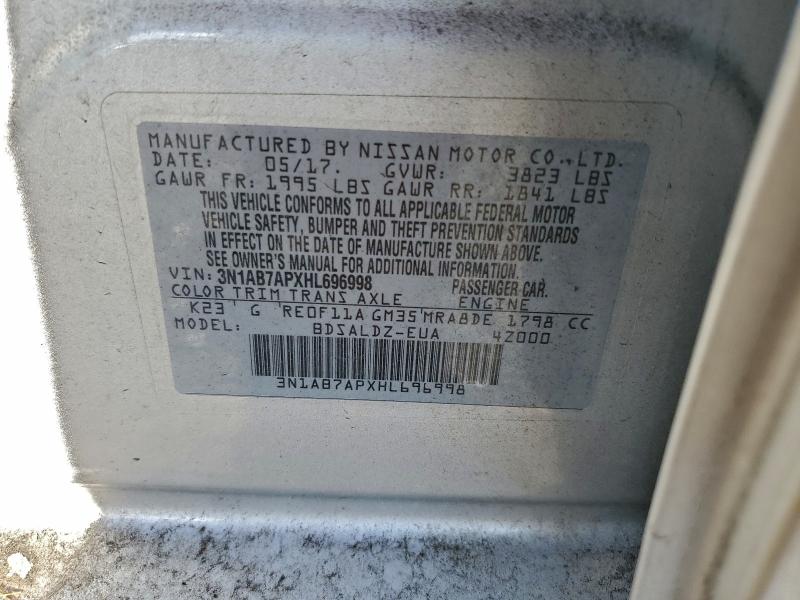 MANUFACTURED BY NISSAN MOTOR CO.,LTD.
DATE: 05/17. GVWR: 3823 LBS
GAWR FR: 1995 LBS GAWR RR: 1841 LBS
THIS VEHICLE CONFORMS TO ALL APPLICABLE FEDERAL MOTOR
VEHICLE SAFETY, BUMPER AND THEFT PREVENTION STANDARDS
IN EFFECT ON THE DATE OF MANUFACTURE SHOWN ABOVE.
SEE OWNER'S MANUAL FOR ADDITIONAL INFORMATION.
VIN: 3N1AB7APXHL696998 PASSENGER CAR.
COLOR TRIM TRANS AXLE ENGINE
K23 ' G RE0F11A GM35'MRA8DE 1798 CC
MODEL: BDSALDZ-EUA 42000
3N1AB7APXHL696998